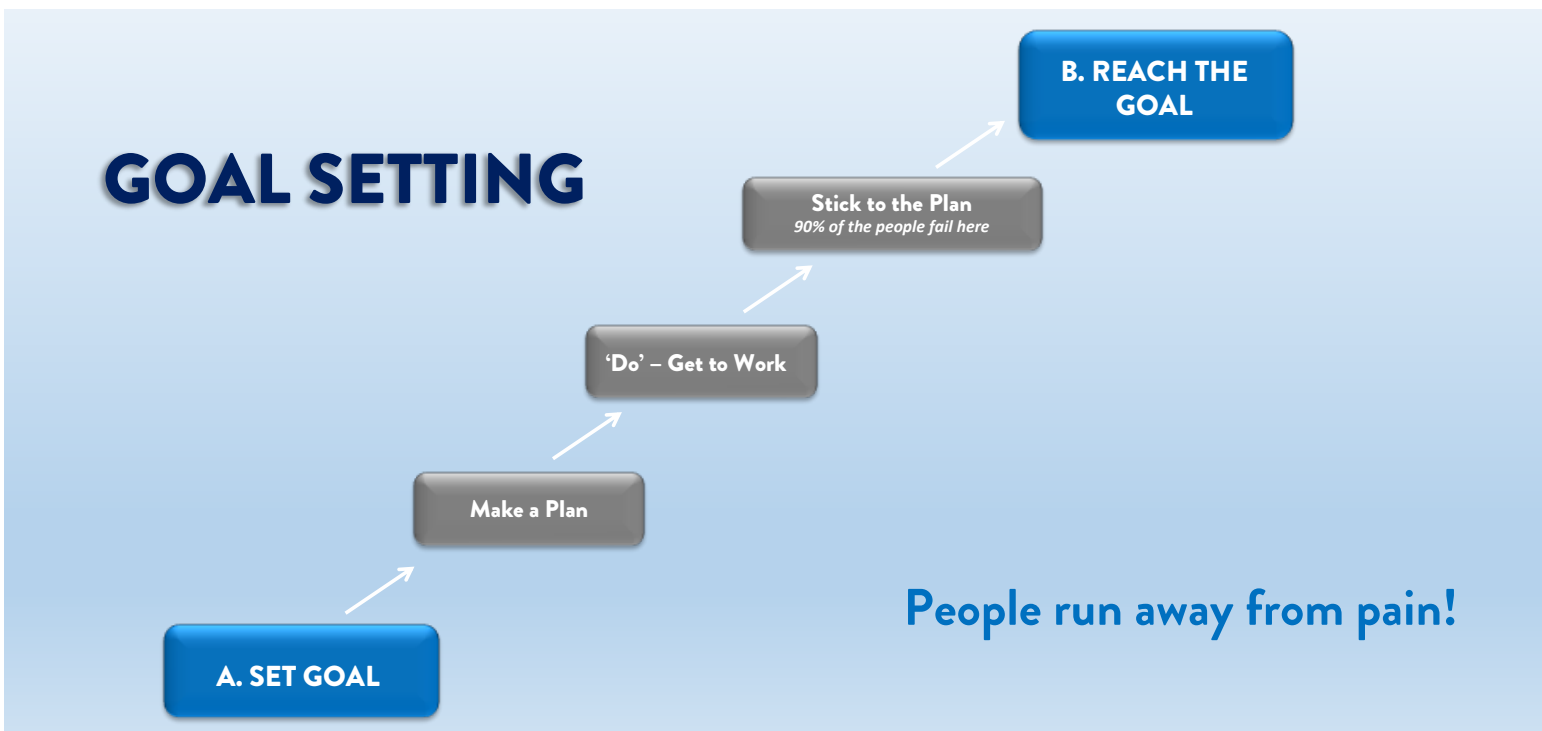 GOAL SETTING
B. REACH THE
GOAL
Stick to the Plan
90% of the people fail here
‘Do’ – Get to Work
Make a Plan
A. SET GOAL
People run away from pain!